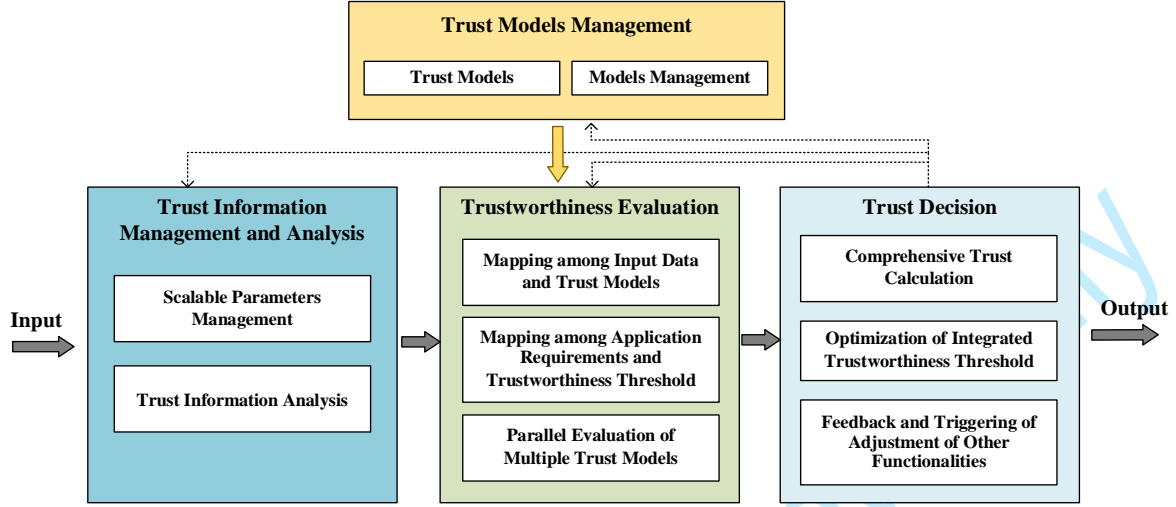 Trust Models Management
Trust Models
Models Management
Trust Information
Management and Analysis
Scalable Parameters
Management
Trust Information Analysis
Trustworthiness Evaluation
Mapping among Input Data
and Trust Models
Mapping among Application
Requirements and
Trustworthiness Threshold
Parallel Evaluation of
Multiple Trust Models
Trust Decision
Comprehensive Trust
Calculation
Optimization of Integrated
Trustworthiness Threshold
Feedback and Triggering of
Adjustment of Other
Functionalities
Input
Output